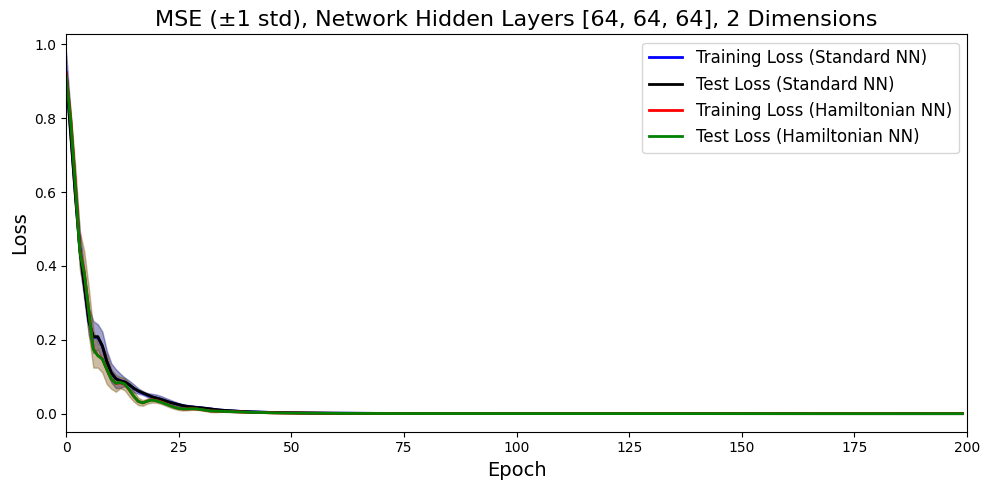 MSE (±1 std), Network Hidden Layers [64, 64, 64], 2 Dimensions
Training Loss (Standard NN)
Test Loss (Standard NN)
Training Loss (Hamiltonian NN)
Test Loss (Hamiltonian NN)
Loss
1.0
0.8
0.6
0.4
0.2
0.0
0 25 50 75 100 125 150 175 200
Epoch